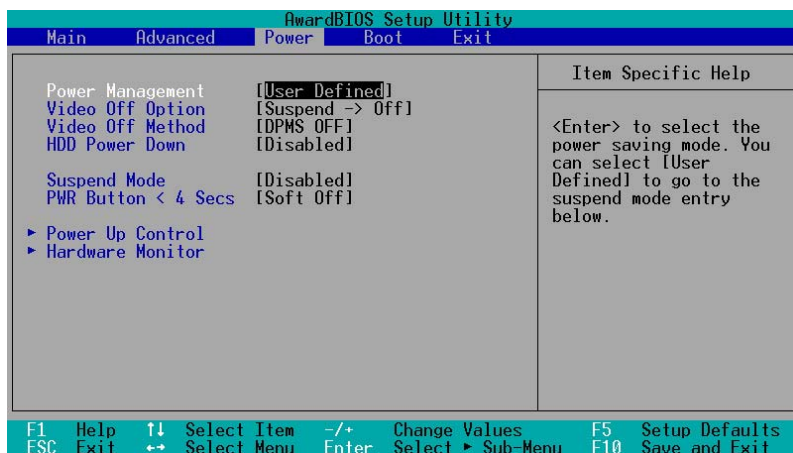 AwardBIOS Setup Utility
Main Advanced Power Boot Exit
Item Specific Help
Power Management [User Defined]
Video Off Option [Suspend -> Off]
Video Off Method [DPMS OFF]
HDD Power Down [Disabled]
Suspend Mode [Disabled]
PWR Button < 4 Secs [Soft Off]
► Power Up Control
► Hardware Monitor
<Enter> to select the
power saving mode. You
can select [User
Defined] to go to the
suspend mode entry
below.
F1 Help ↑↓ Select Item -/+ Change Values F5 Setup Defaults
ESC Exit ↔ Select Menu Enter Select ► Sub-Menu F10 Save and Exit